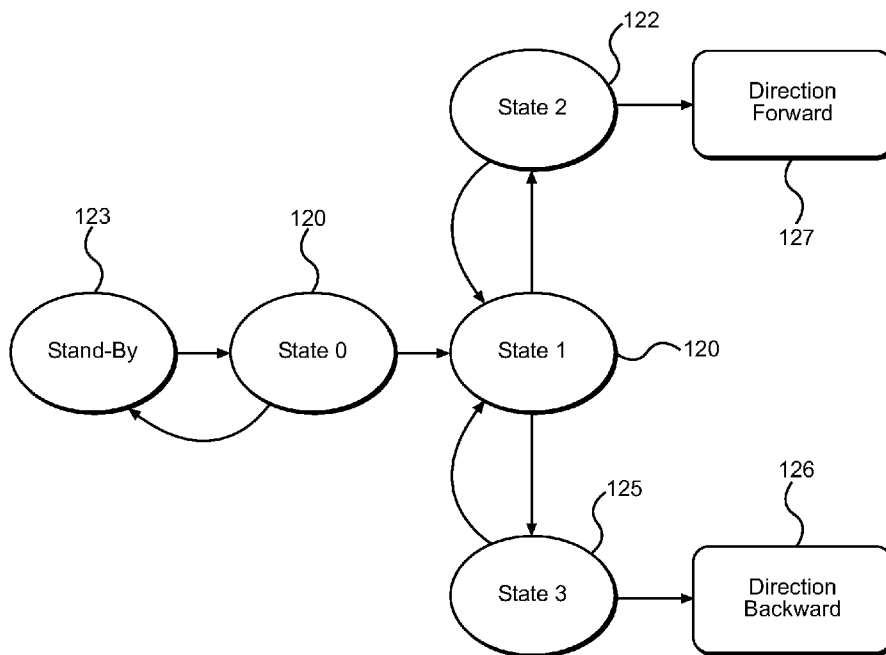 122
State 2
Direction
Forward
127
123
120
Stand-By
State 0
State 1
120
125
126
State 3
Direction
Backward